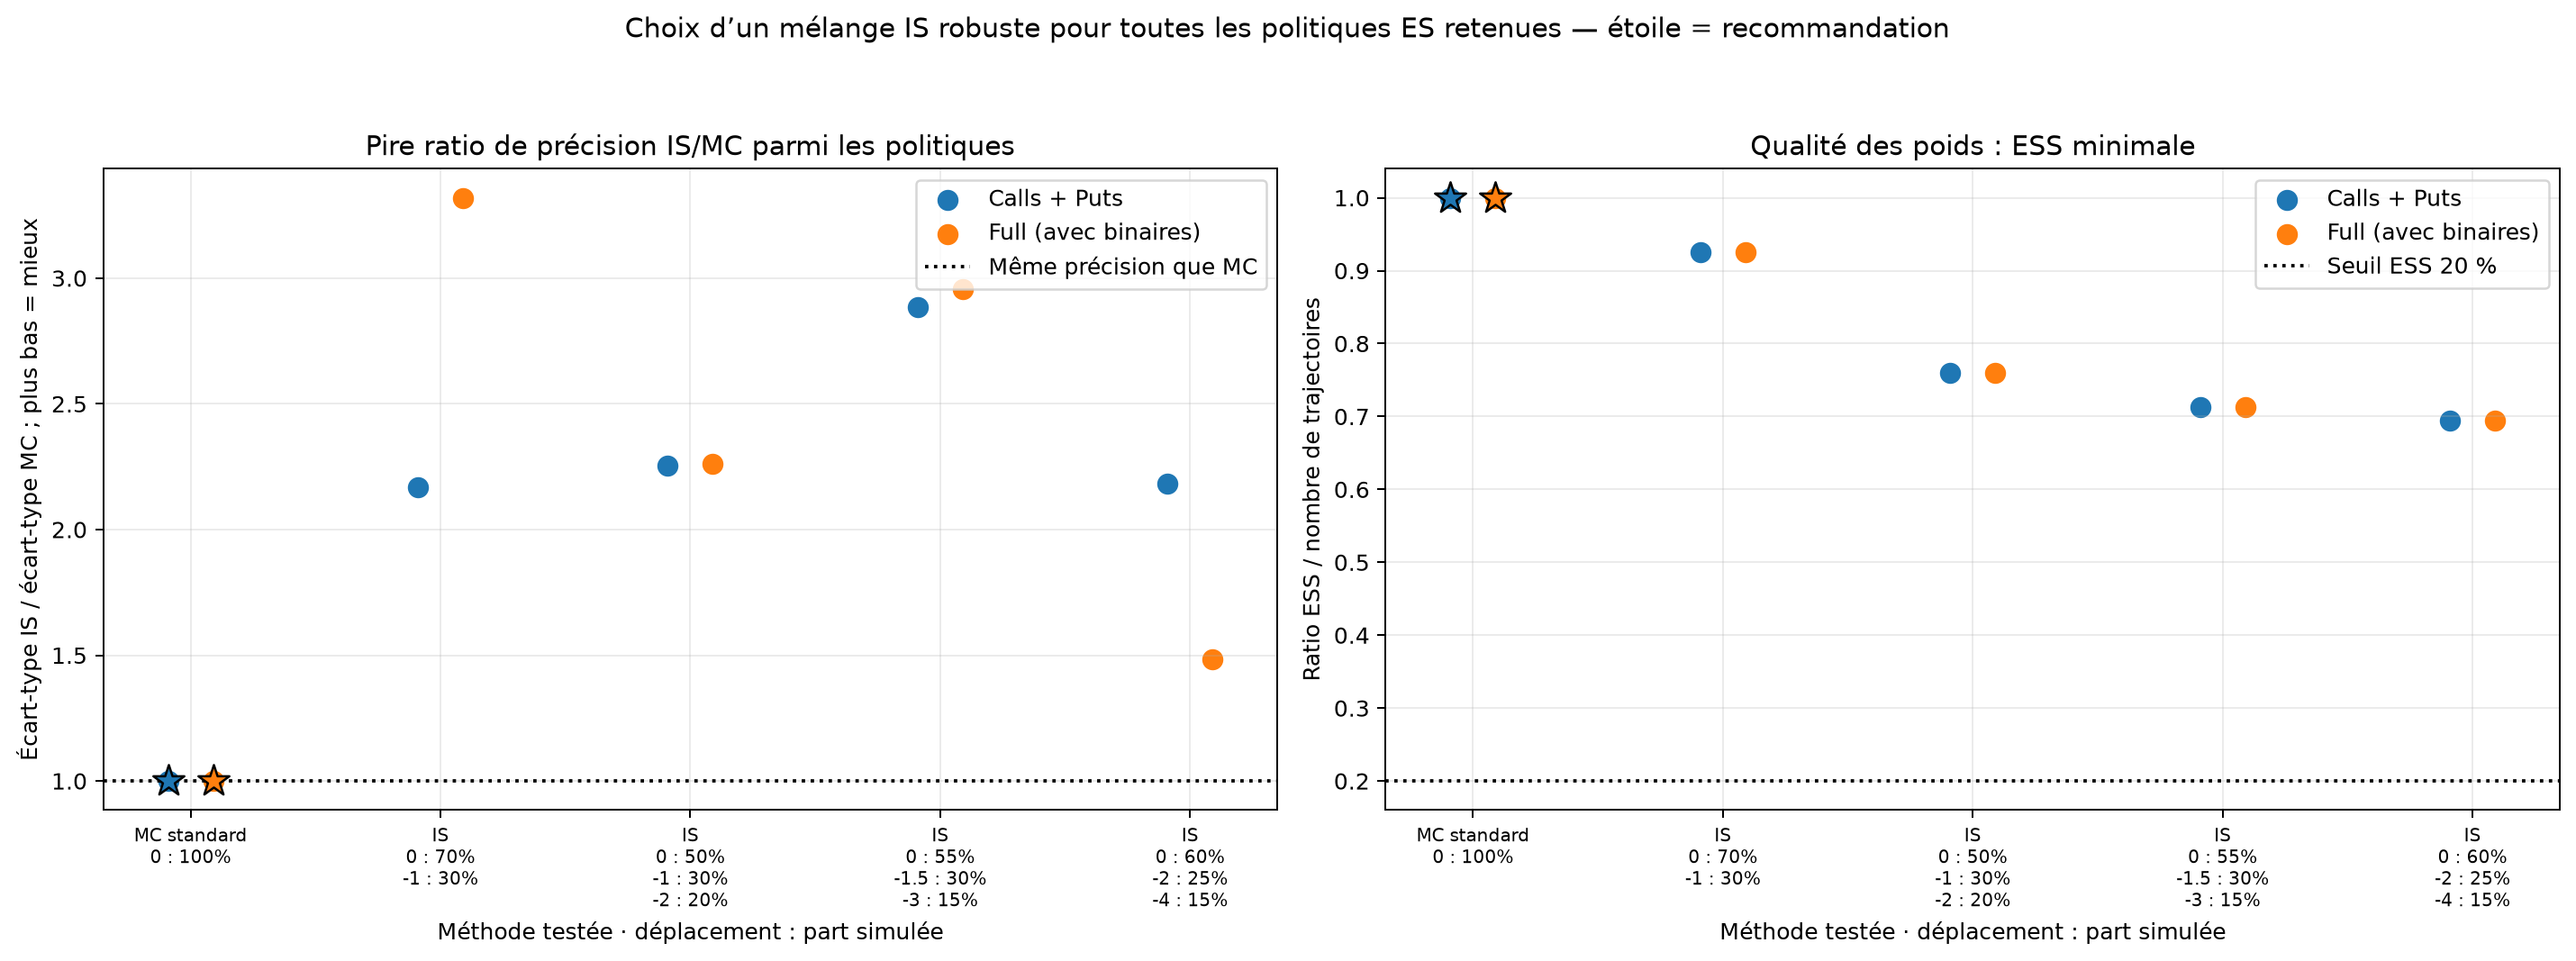 Choix d’un mélange IS robuste pour toutes les politiques ES retenues — étoile = recommandation
Pire ratio de précision IS/MC parmi les politiques
Écart-type IS / écart-type MC ; plus bas = mieux
3.0
2.5
2.0
1.5
1.0
Calls + Puts
Full (avec binaires)
Même précision que MC
MC standard
0 : 100%
IS
0 : 70%
-1 : 30%
IS
0 : 50%
-1 : 30%
-2 : 20%
IS
0 : 55%
-1.5 : 30%
-3 : 15%
IS
0 : 60%
-2 : 25%
-4 : 15%
Méthode testée · déplacement : part simulée
Qualité des poids : ESS minimale
Ratio ESS / nombre de trajectoires
1.0
0.9
0.8
0.7
0.6
0.5
0.4
0.3
0.2
Calls + Puts
Full (avec binaires)
Seuil ESS 20 %
MC standard
0 : 100%
IS
0 : 70%
-1 : 30%
IS
0 : 50%
-1 : 30%
-2 : 20%
IS
0 : 55%
-1.5 : 30%
-3 : 15%
IS
0 : 60%
-2 : 25%
-4 : 15%
Méthode testée · déplacement : part simulée